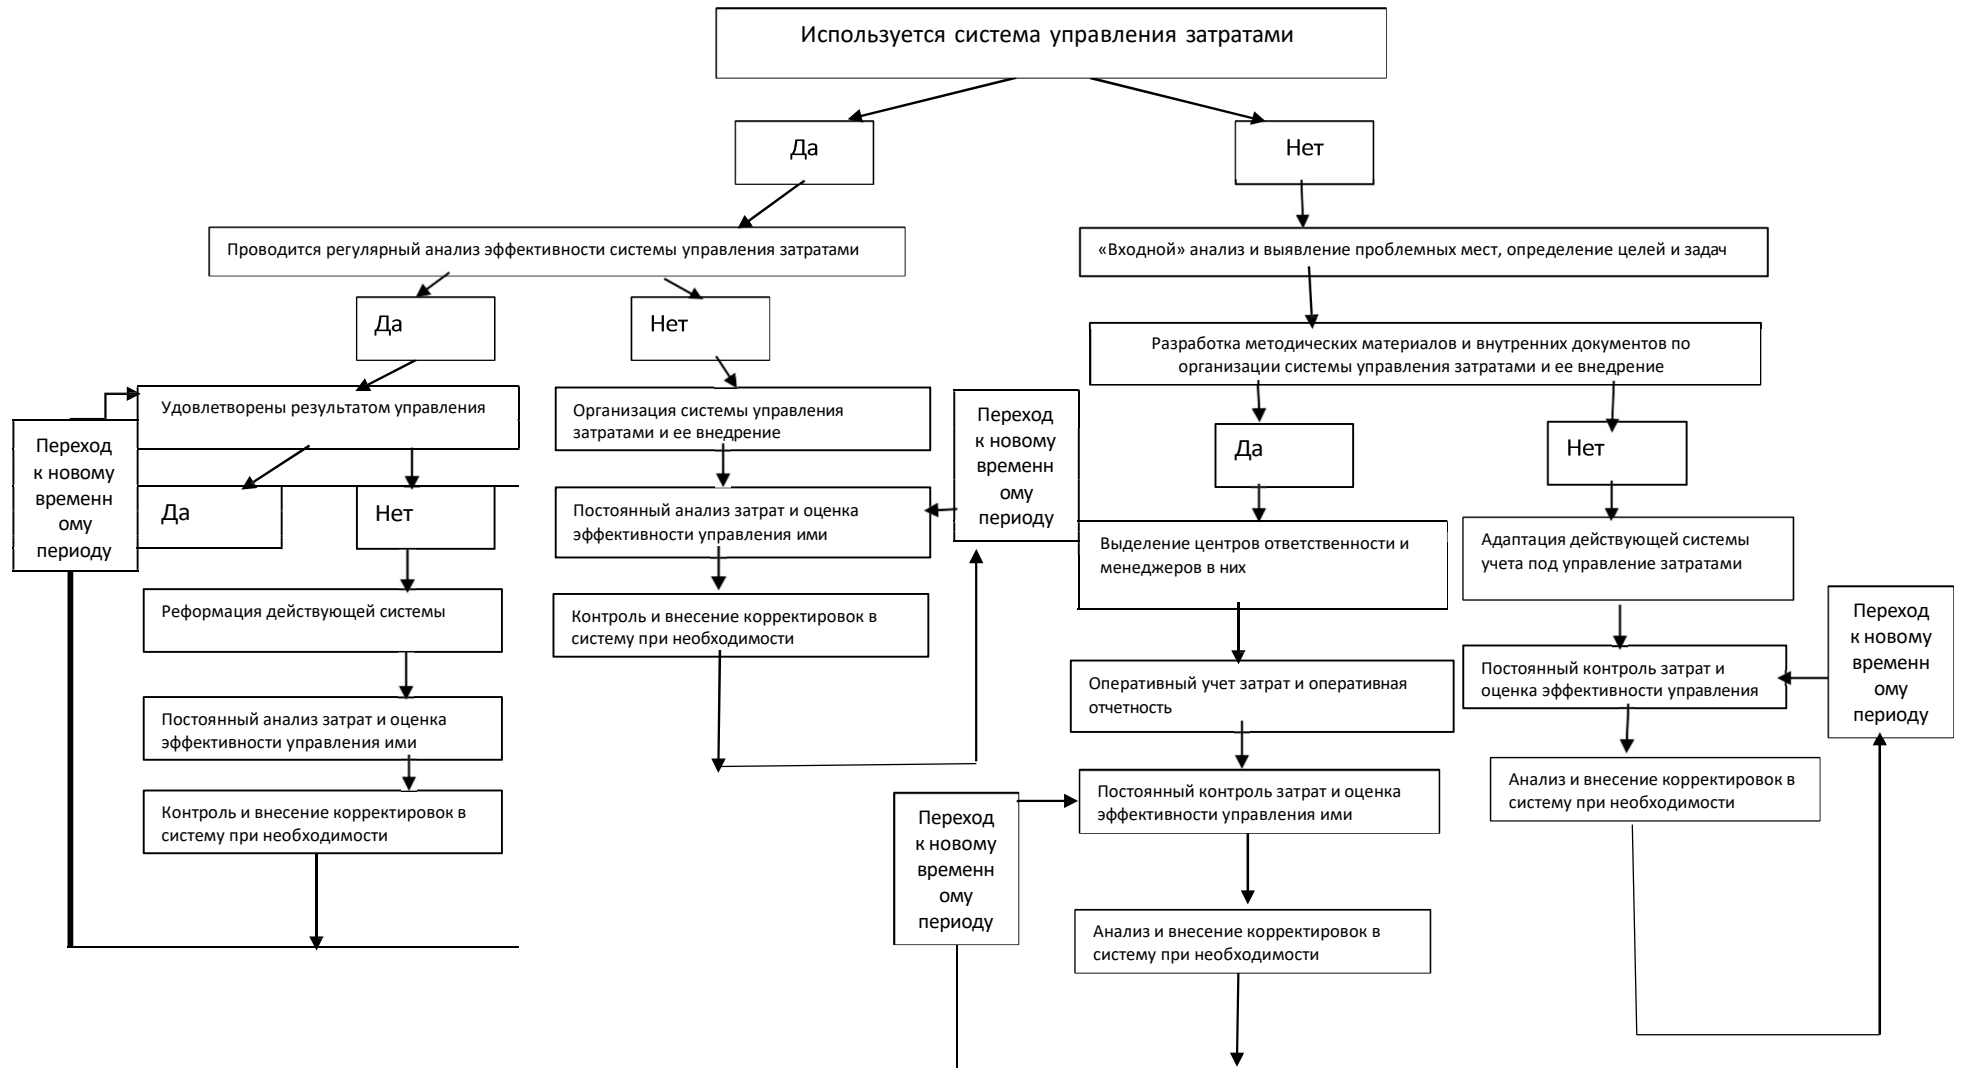 Используется система управления затратами
Да
Нет
Проводится регулярный анализ эффективности системы управления затратами
«Входной» анализ и выявление проблемных мест, определение целей и задач
Да
Нет
Разработка методических материалов и внутренних документов по
организации системы управления затратами и ее внедрение
Удовлетворены результатом управления
Организация системы управления
затратами и ее внедрение
Переход
к новому
временн
ому
периоду
Да
Нет
Переход
к новому
временн
ому
периоду
Да
Нет
Постоянный анализ затрат и оценка
эффективности управления ими
Выделение центров ответственности и
менеджеров в них
Адаптация действующей системы
учета под управление затратами
Реформация действующей системы
Контроль и внесение корректировок в
систему при необходимости
Переход
к новому
временн
ому
периоду
Оперативный учет затрат и оперативная
отчетность
Постоянный контроль затрат и
оценка эффективности управления
Постоянный анализ затрат и оценка
эффективности управления ими
Постоянный контроль затрат и оценка
эффективности управления ими
Анализ и внесение корректировок в
систему при необходимости
Контроль и внесение корректировок в
систему при необходимости
Переход
к новому
временн
ому
периоду
Анализ и внесение корректировок в
систему при необходимости